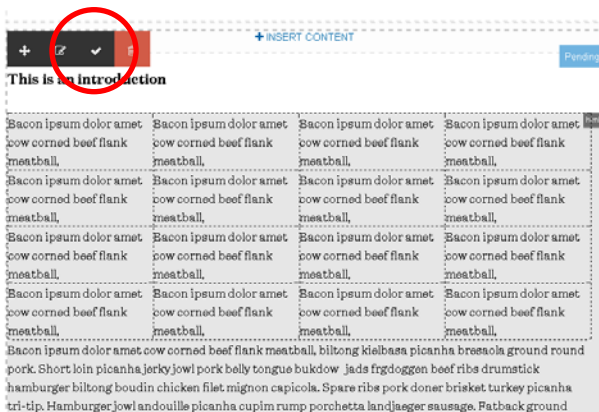 INSERT CONTENT
Pending
This is an introduction
Bacon ipsum dolor amet Bacon ipsum dolor amet Bacon ipsum dolor amet Bacon ipsum dolor amet
cow corned beef flank cow corned beef flank cow corned beef flank cow corned beef flank
meatball, meatball, meatball, meatball,
Bacon ipsum dolor amet Bacon ipsum dolor amet Bacon ipsum dolor amet Bacon ipsum dolor amet
cow corned beef flank cow corned beef flank cow corned beef flank cow corned beef flank
meatball, meatball, meatball, meatball,
Bacon ipsum dolor amet Bacon ipsum dolor amet Bacon ipsum dolor amet Bacon ipsum dolor amet
cow corned beef flank cow corned beef flank cow corned beef flank cow corned beef flank
meatball, meatball, meatball, meatball,
Bacon ipsum dolor amet Bacon ipsum dolor amet Bacon ipsum dolor amet Bacon ipsum dolor amet
cow corned beef flank cow corned beef flank cow corned beef flank cow corned beef flank
meatball, meatball, meatball, meatball,
Bacon ipsum dolor amet cow corned beef flank meatball, biltong kielbasa picanha bresaola ground round
pork. Short loin picanha jerky jowl pork belly tongue bukdow jads frgdoggen beef ribs drumstick
hamburger biltong boudin chicken filet mignon capicola. Spare ribs pork doner brisket turkey picanha
tri-tip. Hamburger jowl andouille picanha cupim rump porchetta landjaeger sausage. Fatback ground